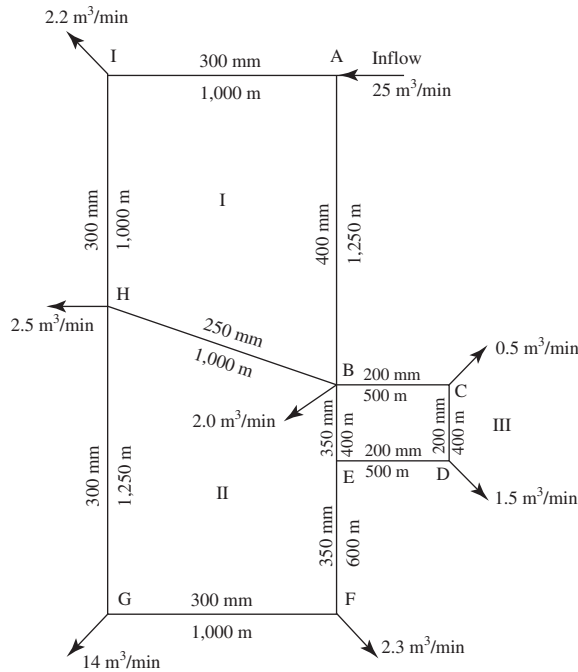 2.2 m³/min
I
300 mm
A
Inflow
1,000 m
25 m³/min
I
300 mm
1,000 m
400 mm
1,250 m
H
2.5 m³/min
250 mm
1,000 m
0.5 m³/min
B
200 mm
C
500 m
2.0 m³/min
350 mm
400 m
200 mm
400 m
III
200 mm
E
500 m
D
1.5 m³/min
300 mm
1,250 m
II
350 mm
600 m
G
300 mm
F
1,000 m
14 m³/min
2.3 m³/min